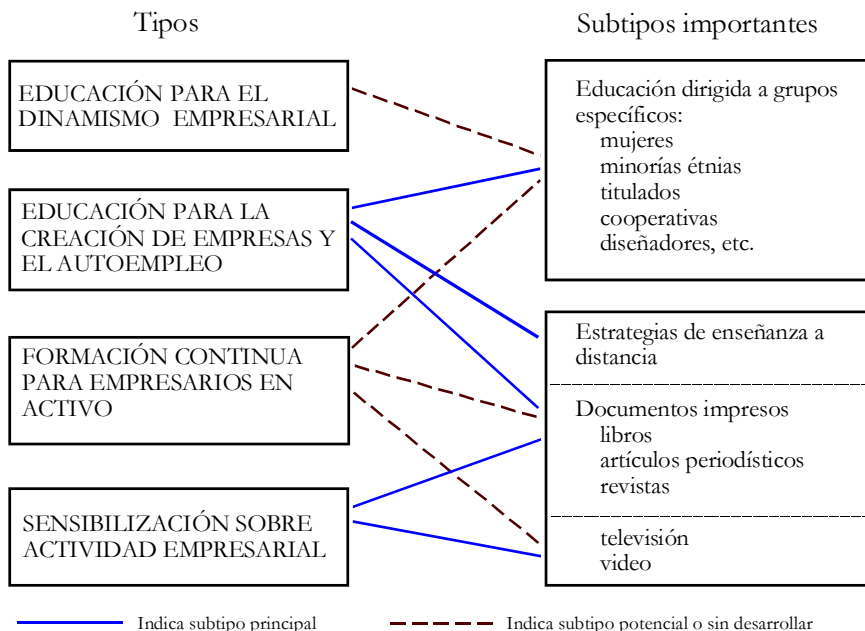 Tipos
EDUCACIÓN PARA EL
DINAMISMO EMPRESARIAL
EDUCACIÓN PARA LA
CREACIÓN DE EMPRESAS Y
EL AUTOEMPLEO
FORMACIÓN CONTINUA
PARA EMPRESARIOS EN
ACTIVO
SENSIBILIZACIÓN SOBRE
ACTIVIDAD EMPRESARIAL
Subtipos importantes
Educación dirigida a grupos
específicos:
mujeres
minorías étnias
titulados
cooperativas
diseñadores, etc.
Estrategias de enseñanza a
distancia
Documentos impresos
libros
artículos periodísticos
revistas
televisión
video
Indica subtipo principal
Indica subtipo potencial o sin desarrollar